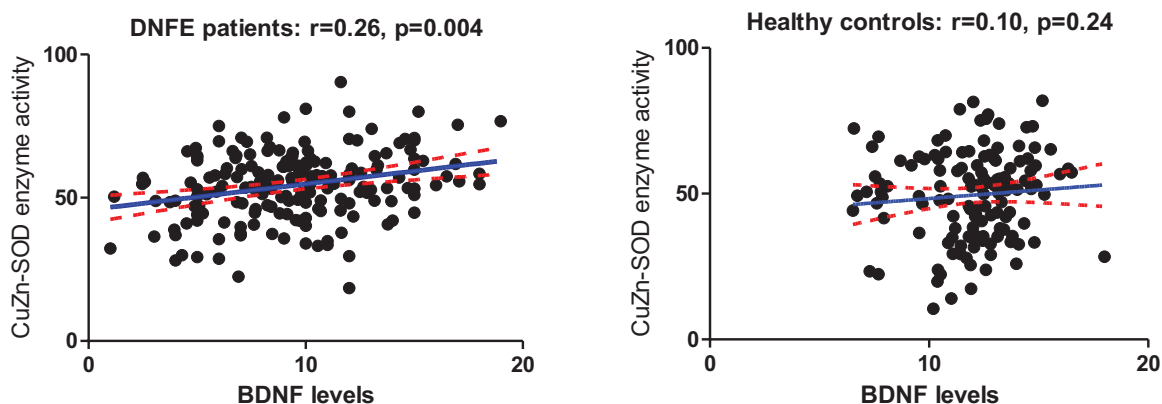 DNFE patients: r=0.26, p=0.004
CuZn-SOD enzyme activity
100
50
0
0 10 20
BDNF levels
Healthy controls: r=0.10, p=0.24
CuZn-SOD enzyme activity
100
50
0
0 10 20
BDNF levels